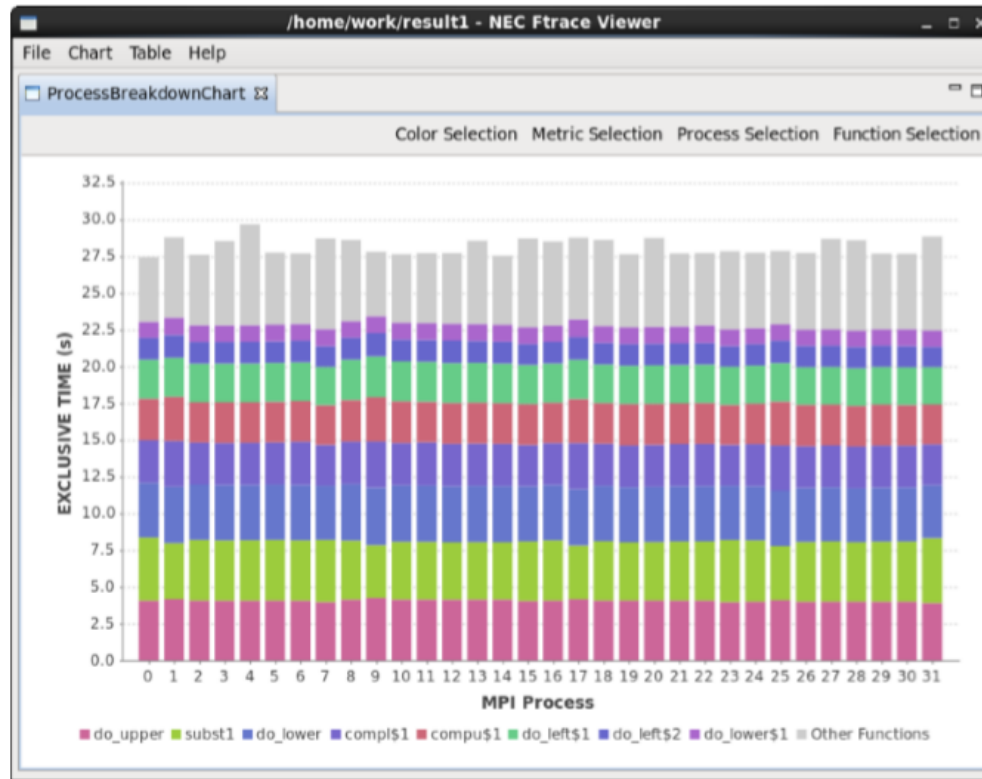 /home/work/result1 - NEC Ftrace Viewer
File Chart Table Help
ProcessBreakdownChart
Color Selection Metric Selection Process Selection Function Selection
32.5
30.0
27.5
25.0
22.5
20.0
17.5
15.0
12.5
10.0
7.5
5.0
2.5
0.0
EXCLUSIVE TIME (s)
0 1 2 3 4 5 6 7 8 9 10 11 12 13 14 15 16 17 18 19 20 21 22 23 24 25 26 27 28 29 30 31
MPI Process
do_upper subst1 do_lower compl$1 compu$1 do_left$1 do_left$2 do_lower$1 Other Functions